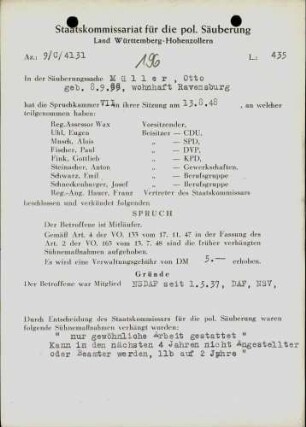 Staatskommissariat für die pol. Säuberung
Land Württemberg-Hohenzollern
Az.: 9/C/4131
196
L.: 435
In der Säuberungssache Müller, Otto
geb. 8.9.99, wohnhaft Ravensburg
hat die Spruchkammer VII in ihrer Sitzung am 13.8.48, an welcher
teilgenommen haben:
Reg.Assessor Wax Vorsitzender,
Uhl, Eugen Beisitzer — CDU,
Mussk, Alais „ — SPD,
Fischer, Paul „ — DVP,
Fink, Gottlieb „ — KPD,
Steinacher, Anton „ — Gewerkschaften.
Schwarz, Emil „ — Berufsgruppe
Schnekenburger, Josef „ — Berufsgruppe
Reg.-Ang. Bauer, Franz Vertreter des Staatskommissars
beschlossen und verkündet folgenden
SPRUCH
Der Betroffene ist Mitläufer.
Gemäß Art. 4 der VO. 133 vom 17. 11. 47 in der Fassung des
Art. 2 der VO. 165 vom 13. 7. 48 sind die früher verhängten
Sühnemaßnahmen aufgehoben.
Es wird eine Verwaltungsgebühr von DM 5.— erhoben.
Gründe
Der Betroffene war Mitglied NSDAP seit 1.5.37, DAF, NSV,
Durch Entscheidung des Staatskommissars für die pol. Säuberung waren
folgende Sühnemaßnahmen verhängt worden:
" nur gewöhnliche Arbeit gestattet "
Kann in den nächsten 4 Jahren nicht Angestellter
oder Beamter werden, 11b auf 2 Jahre "